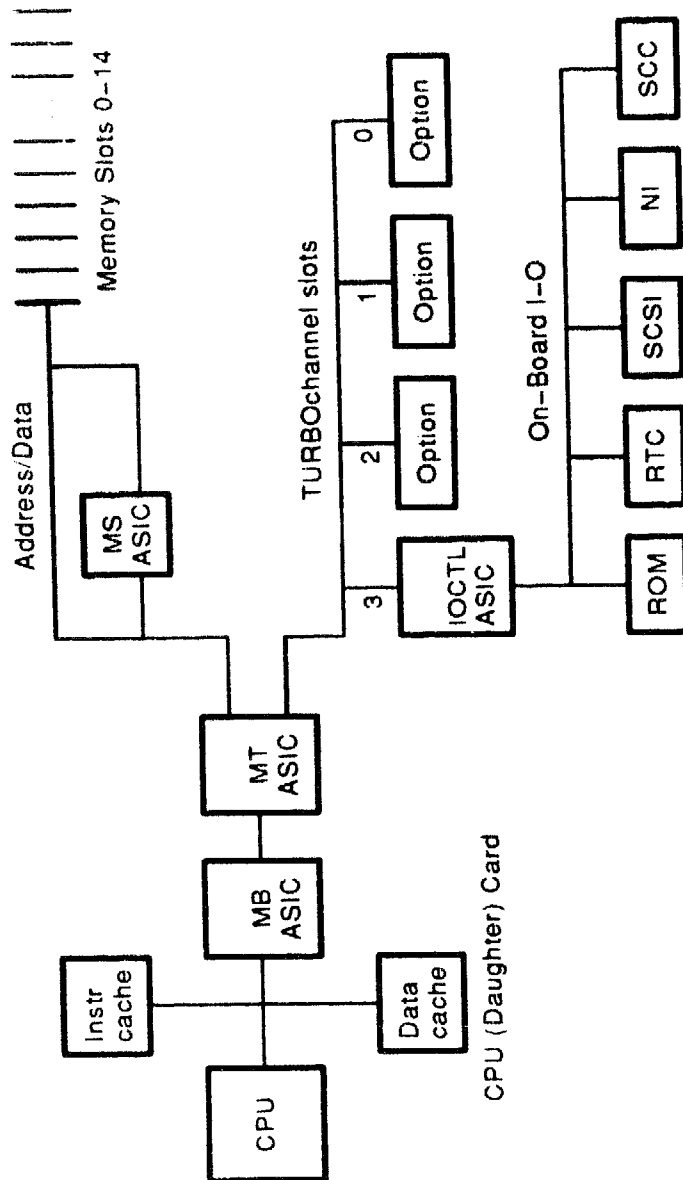 Address/Data
Memory Slots 0-14
MS
ASIC
TURBOchannel slots
3
2
1
0
Option
Option
Option
MT
ASIC
MB
ASIC
Instr
cache
CPU
Data
cache
CPU (Daughter) Card
IOCTL
ASIC
On-Board I-O
ROM
RTC
SCSI
NI
SCC